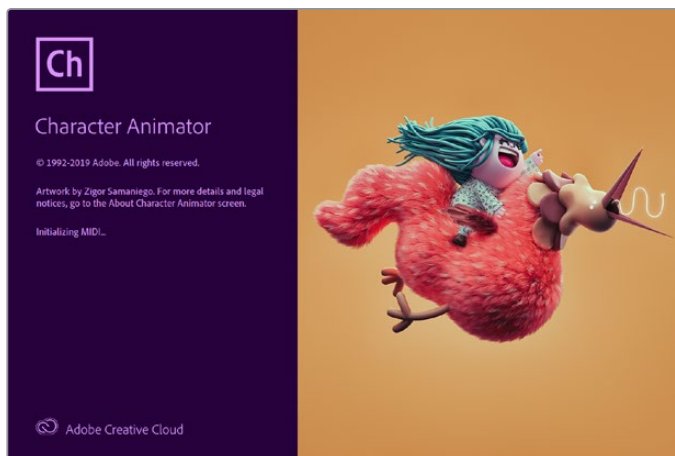 Ch
Character Animator
© 1992-2019 Adobe. All rights reserved.
Artwork by Zigor Samaniego. For more details and legal
notices, go to the About Character Animator screen.
Initializing MIDI...
Adobe Creative Cloud